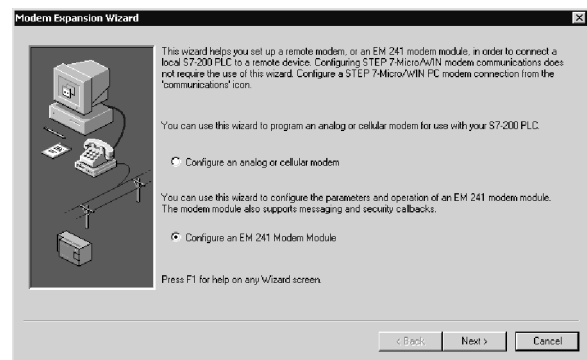 Modem Expansion Wizard
This wizard helps you set up a remote modem, or an EM 241 modem module, in order to connect a
local S7-200 PLC to a remote device. Configuring STEP 7-Micro/WIN modem communications does
not require the use of this wizard. Configure a STEP 7-Micro/WIN PC modem connection from the
'communications' icon.
You can use this wizard to program an analog or cellular modem for use with your S7-200 PLC.
Configure an analog or cellular modem
You can use this wizard to configure the parameters and operation of an EM 241 modem module.
The modem module also supports messaging and security callbacks.
Configure an EM 241 Modem Module
Press F1 for help on any Wizard screen.
< Back Next > Cancel